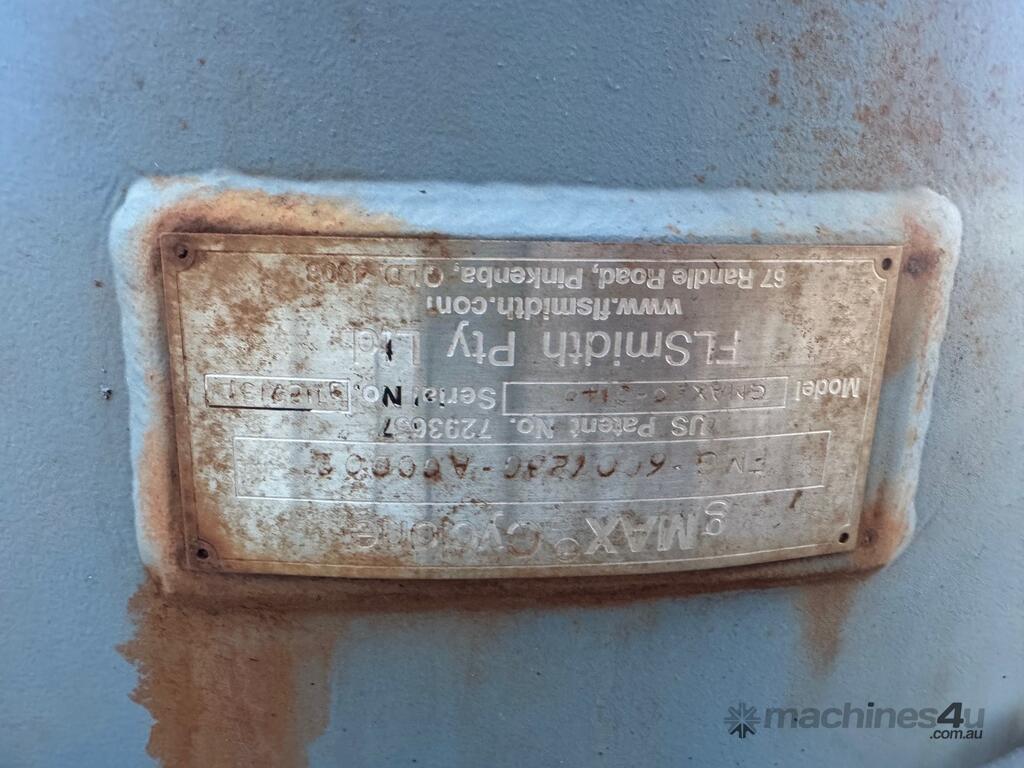 gMAX® Cyclone
US Patent No. 7293657
Model Serial No.
FLSmidth Pty Ltd
www.flsmidth.com
67 Randle Road, Pinkenba, QLD 4008
machines4u
.com.au